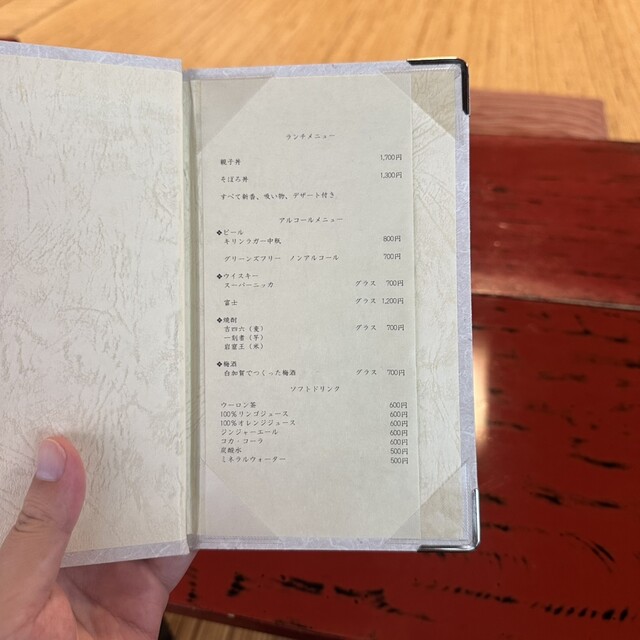 ランチメニュー
親子丼 1,700円
そぼろ丼 1,300円
すべて新香、吸い物、デザート付き
アルコールメニュー
❖ビール
キリンラガー中瓶 800円
グリーンズフリー ノンアルコール 700円
❖ウイスキー
スーパーニッカ グラス 700円
富士 グラス 1,200円
❖焼酎
吉四六（麦） グラス 700円
一刻者（芋）
岩窟王（米）
❖梅酒
白加賀でつくった梅酒 グラス 700円
ソフトドリンク
ウーロン茶 600円
100％リンゴジュース 600円
100％オレンジジュース 600円
ジンジャーエール 600円
コカ・コーラ 600円
炭酸水 500円
ミネラルウォーター 500円